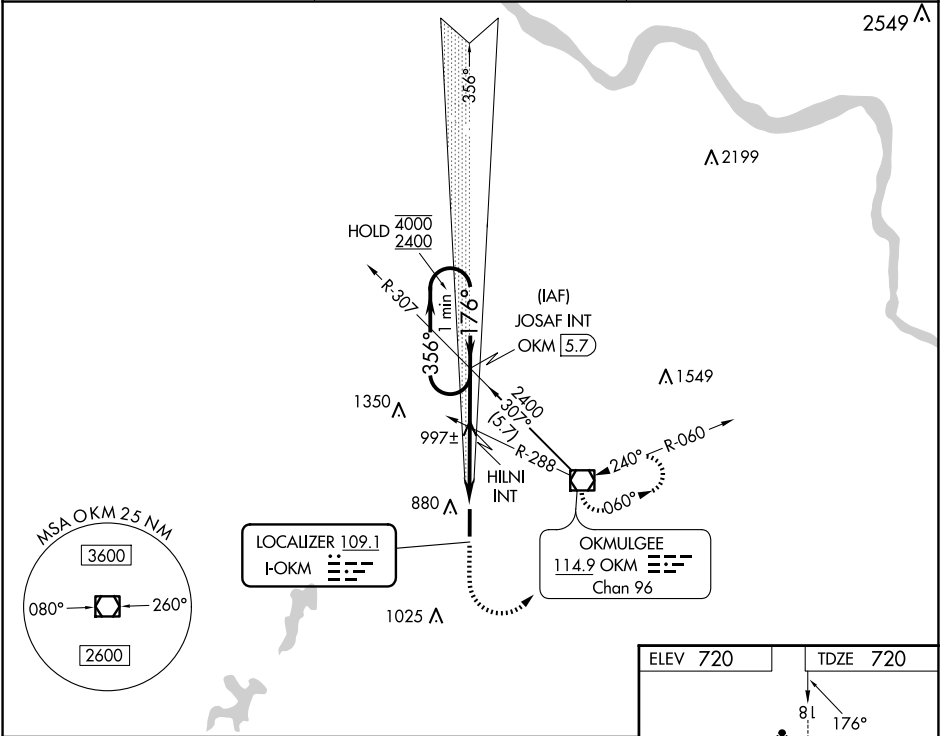 2549
356°
2199
HOLD 4000
2400
R-307
1 min
176°
356°
(IAF)
JOSAF INT
OKM 5.7
1549
1350
2400
307°
(5.7)
997±
R-288
HILNI
INT
240°
R-060
060°
880
MSA OKM 25 NM
3600
080°
260°
2600
LOCALIZER 109.1
I-OKM
OKMULGEE
114.9 OKM
Chan 96
1025
ELEV 720
TDZE 720
18
176°